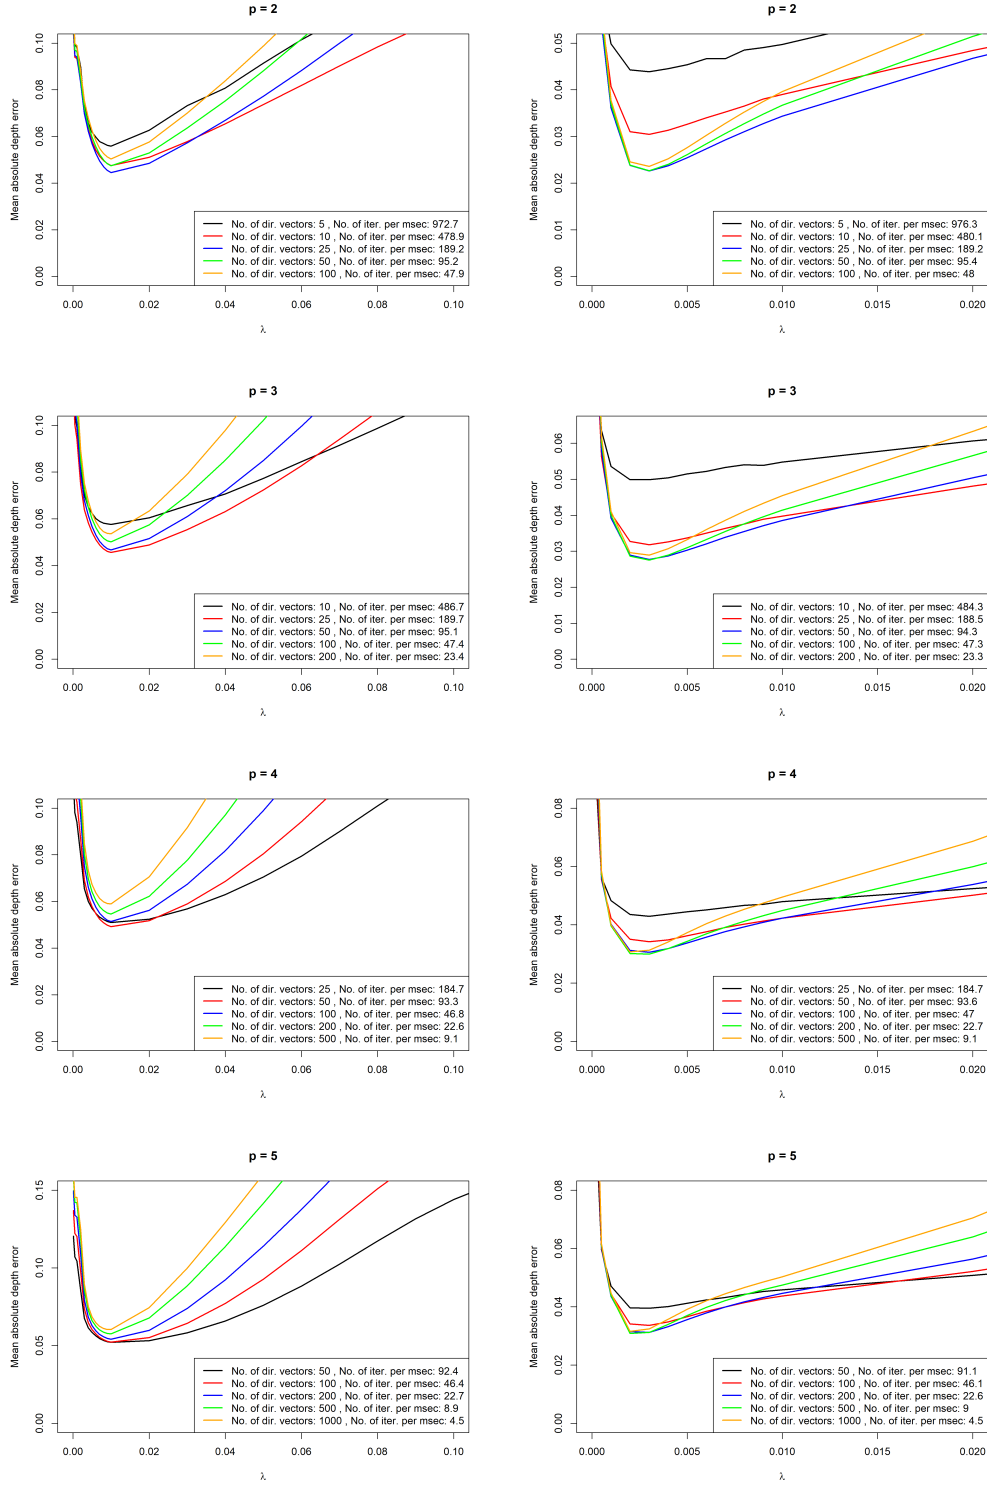 p = 2
Mean absolute depth error
0.00 0.02 0.04 0.06 0.08 0.10
No. of dir. vectors: 5 , No. of iter. per msec: 972.7
No. of dir. vectors: 10 , No. of iter. per msec: 478.9
No. of dir. vectors: 25 , No. of iter. per msec: 189.2
No. of dir. vectors: 50 , No. of iter. per msec: 95.2
No. of dir. vectors: 100 , No. of iter. per msec: 47.9
0.00 0.02 0.04 0.06 0.08 0.10
λ
p = 2
Mean absolute depth error
0.00 0.01 0.02 0.03 0.04 0.05
No. of dir. vectors: 5 , No. of iter. per msec: 976.3
No. of dir. vectors: 10 , No. of iter. per msec: 480.1
No. of dir. vectors: 25 , No. of iter. per msec: 189.2
No. of dir. vectors: 50 , No. of iter. per msec: 95.4
No. of dir. vectors: 100 , No. of iter. per msec: 48
0.000 0.005 0.010 0.015 0.020
λ
p = 3
Mean absolute depth error
0.00 0.02 0.04 0.06 0.08 0.10
No. of dir. vectors: 10 , No. of iter. per msec: 486.7
No. of dir. vectors: 25 , No. of iter. per msec: 189.7
No. of dir. vectors: 50 , No. of iter. per msec: 95.1
No. of dir. vectors: 100 , No. of iter. per msec: 47.4
No. of dir. vectors: 200 , No. of iter. per msec: 23.4
0.00 0.02 0.04 0.06 0.08 0.10
λ
p = 3
Mean absolute depth error
0.00 0.01 0.02 0.03 0.04 0.05 0.06
No. of dir. vectors: 10 , No. of iter. per msec: 484.3
No. of dir. vectors: 25 , No. of iter. per msec: 188.5
No. of dir. vectors: 50 , No. of iter. per msec: 94.3
No. of dir. vectors: 100 , No. of iter. per msec: 47.3
No. of dir. vectors: 200 , No. of iter. per msec: 23.3
0.000 0.005 0.010 0.015 0.020
λ
p = 4
Mean absolute depth error
0.00 0.02 0.04 0.06 0.08 0.10
No. of dir. vectors: 25 , No. of iter. per msec: 184.7
No. of dir. vectors: 50 , No. of iter. per msec: 93.3
No. of dir. vectors: 100 , No. of iter. per msec: 46.8
No. of dir. vectors: 200 , No. of iter. per msec: 22.6
No. of dir. vectors: 500 , No. of iter. per msec: 9.1
0.00 0.02 0.04 0.06 0.08 0.10
λ
p = 4
Mean absolute depth error
0.00 0.02 0.04 0.06 0.08
No. of dir. vectors: 25 , No. of iter. per msec: 184.7
No. of dir. vectors: 50 , No. of iter. per msec: 93.6
No. of dir. vectors: 100 , No. of iter. per msec: 47
No. of dir. vectors: 200 , No. of iter. per msec: 22.7
No. of dir. vectors: 500 , No. of iter. per msec: 9.1
0.000 0.005 0.010 0.015 0.020
λ
p = 5
Mean absolute depth error
0.00 0.05 0.10 0.15
No. of dir. vectors: 50 , No. of iter. per msec: 92.4
No. of dir. vectors: 100 , No. of iter. per msec: 46.4
No. of dir. vectors: 200 , No. of iter. per msec: 22.7
No. of dir. vectors: 500 , No. of iter. per msec: 8.9
No. of dir. vectors: 1000 , No. of iter. per msec: 4.5
0.00 0.02 0.04 0.06 0.08 0.10
λ
p = 5
Mean absolute depth error
0.00 0.02 0.04 0.06 0.08
No. of dir. vectors: 50 , No. of iter. per msec: 91.1
No. of dir. vectors: 100 , No. of iter. per msec: 46.1
No. of dir. vectors: 200 , No. of iter. per msec: 22.6
No. of dir. vectors: 500 , No. of iter. per msec: 9
No. of dir. vectors: 1000 , No. of iter. per msec: 4.5
0.000 0.005 0.010 0.015 0.020
λ